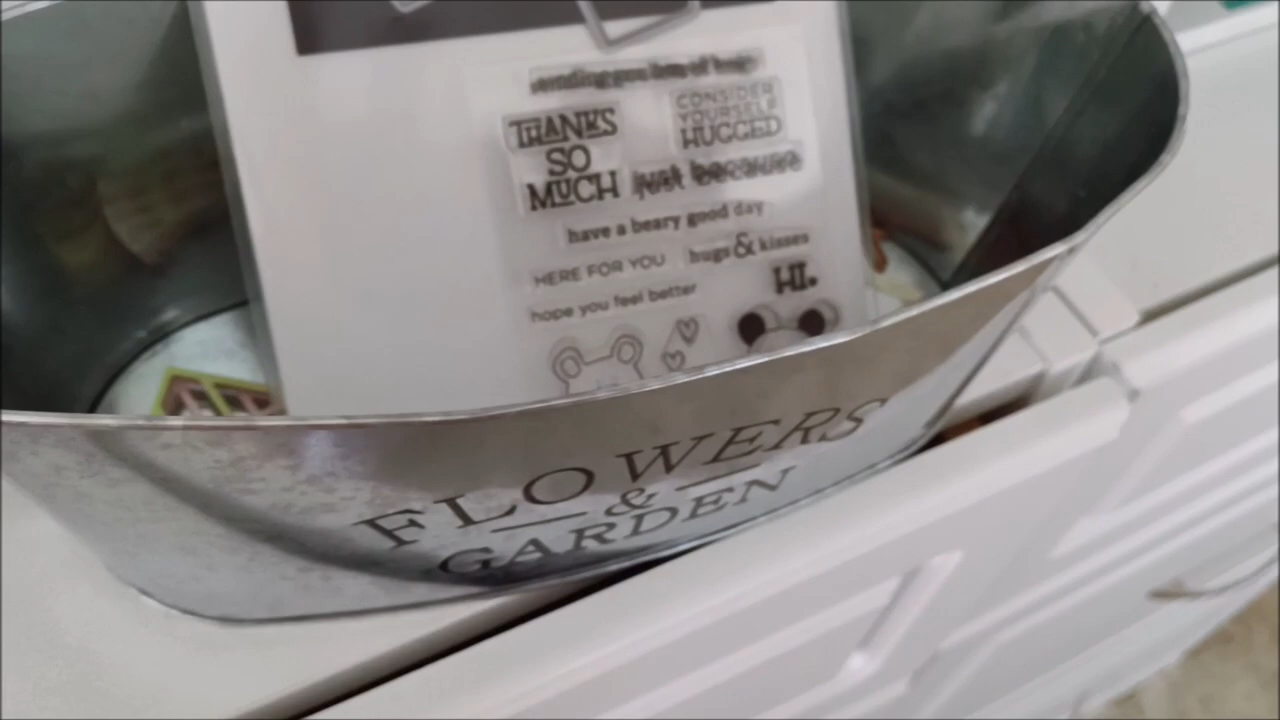 sending you lots of hugs
THANKS
SO
MUCH
CONSIDER
YOURSELF
HUGGED
just because
have a beary good day
HERE FOR YOU
hugs & kisses
HI.
hope you feel better
FLOWERS
&
GARDEN